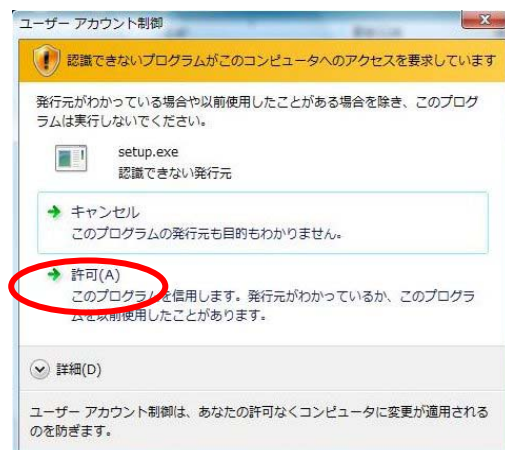 ユーザー アカウント制御
認識できないプログラムがこのコンピュータへのアクセスを要求しています
発行元がわかっている場合や以前使用したことがある場合を除き、このプログ
ラムは実行しないでください。
setup.exe
認識できない発行元
キャンセル
このプログラムの発行元も目的もわかりません。
許可(A)
このプログラムを信用します。発行元がわかっているか、このプログラ
ムを以前使用したことがあります。
詳細(D)
ユーザー アカウント制御は、あなたの許可なくコンピュータに変更が適用される
のを防ぎます。